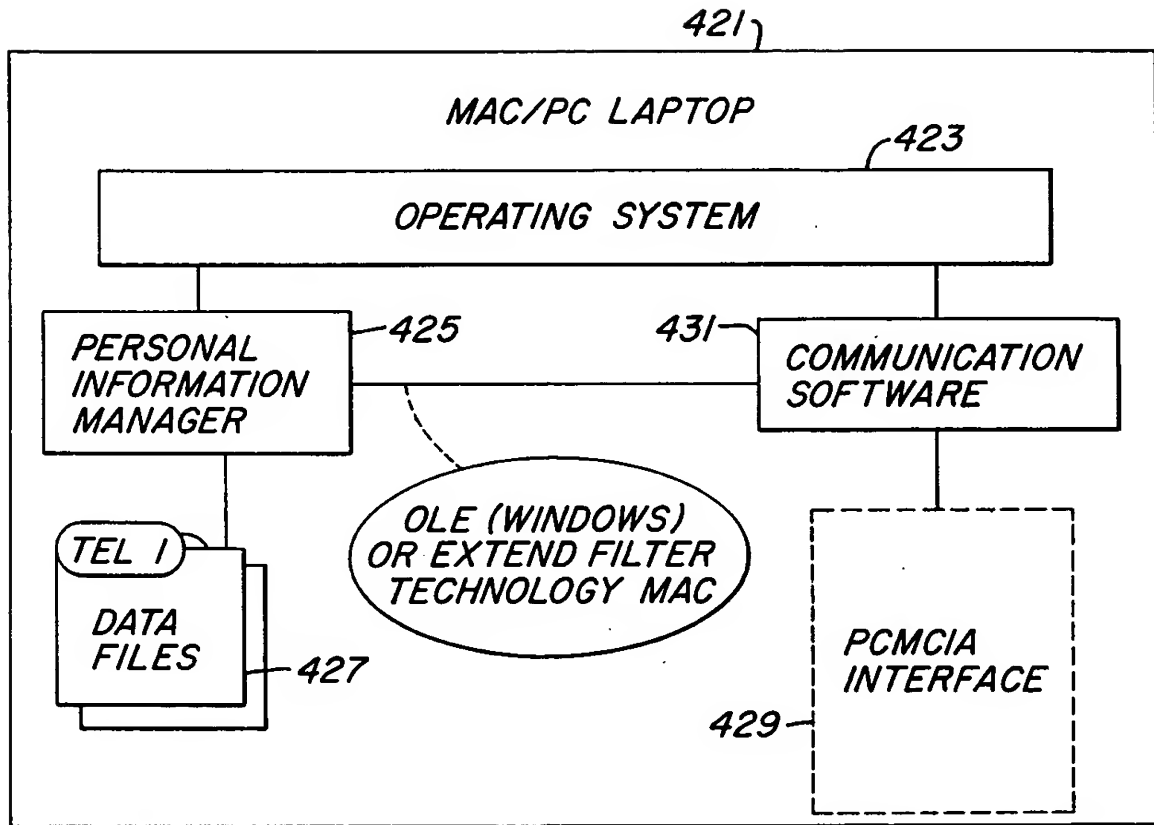 421
MAC/PC LAPTOP
423
OPERATING SYSTEM
425
431
PERSONAL
INFORMATION
MANAGER
COMMUNICATION
SOFTWARE
OLE (WINDOWS)
OR EXTEND FILTER
TECHNOLOGY MAC
TEL 1
DATA
FILES
427
PCMCIA
INTERFACE
429